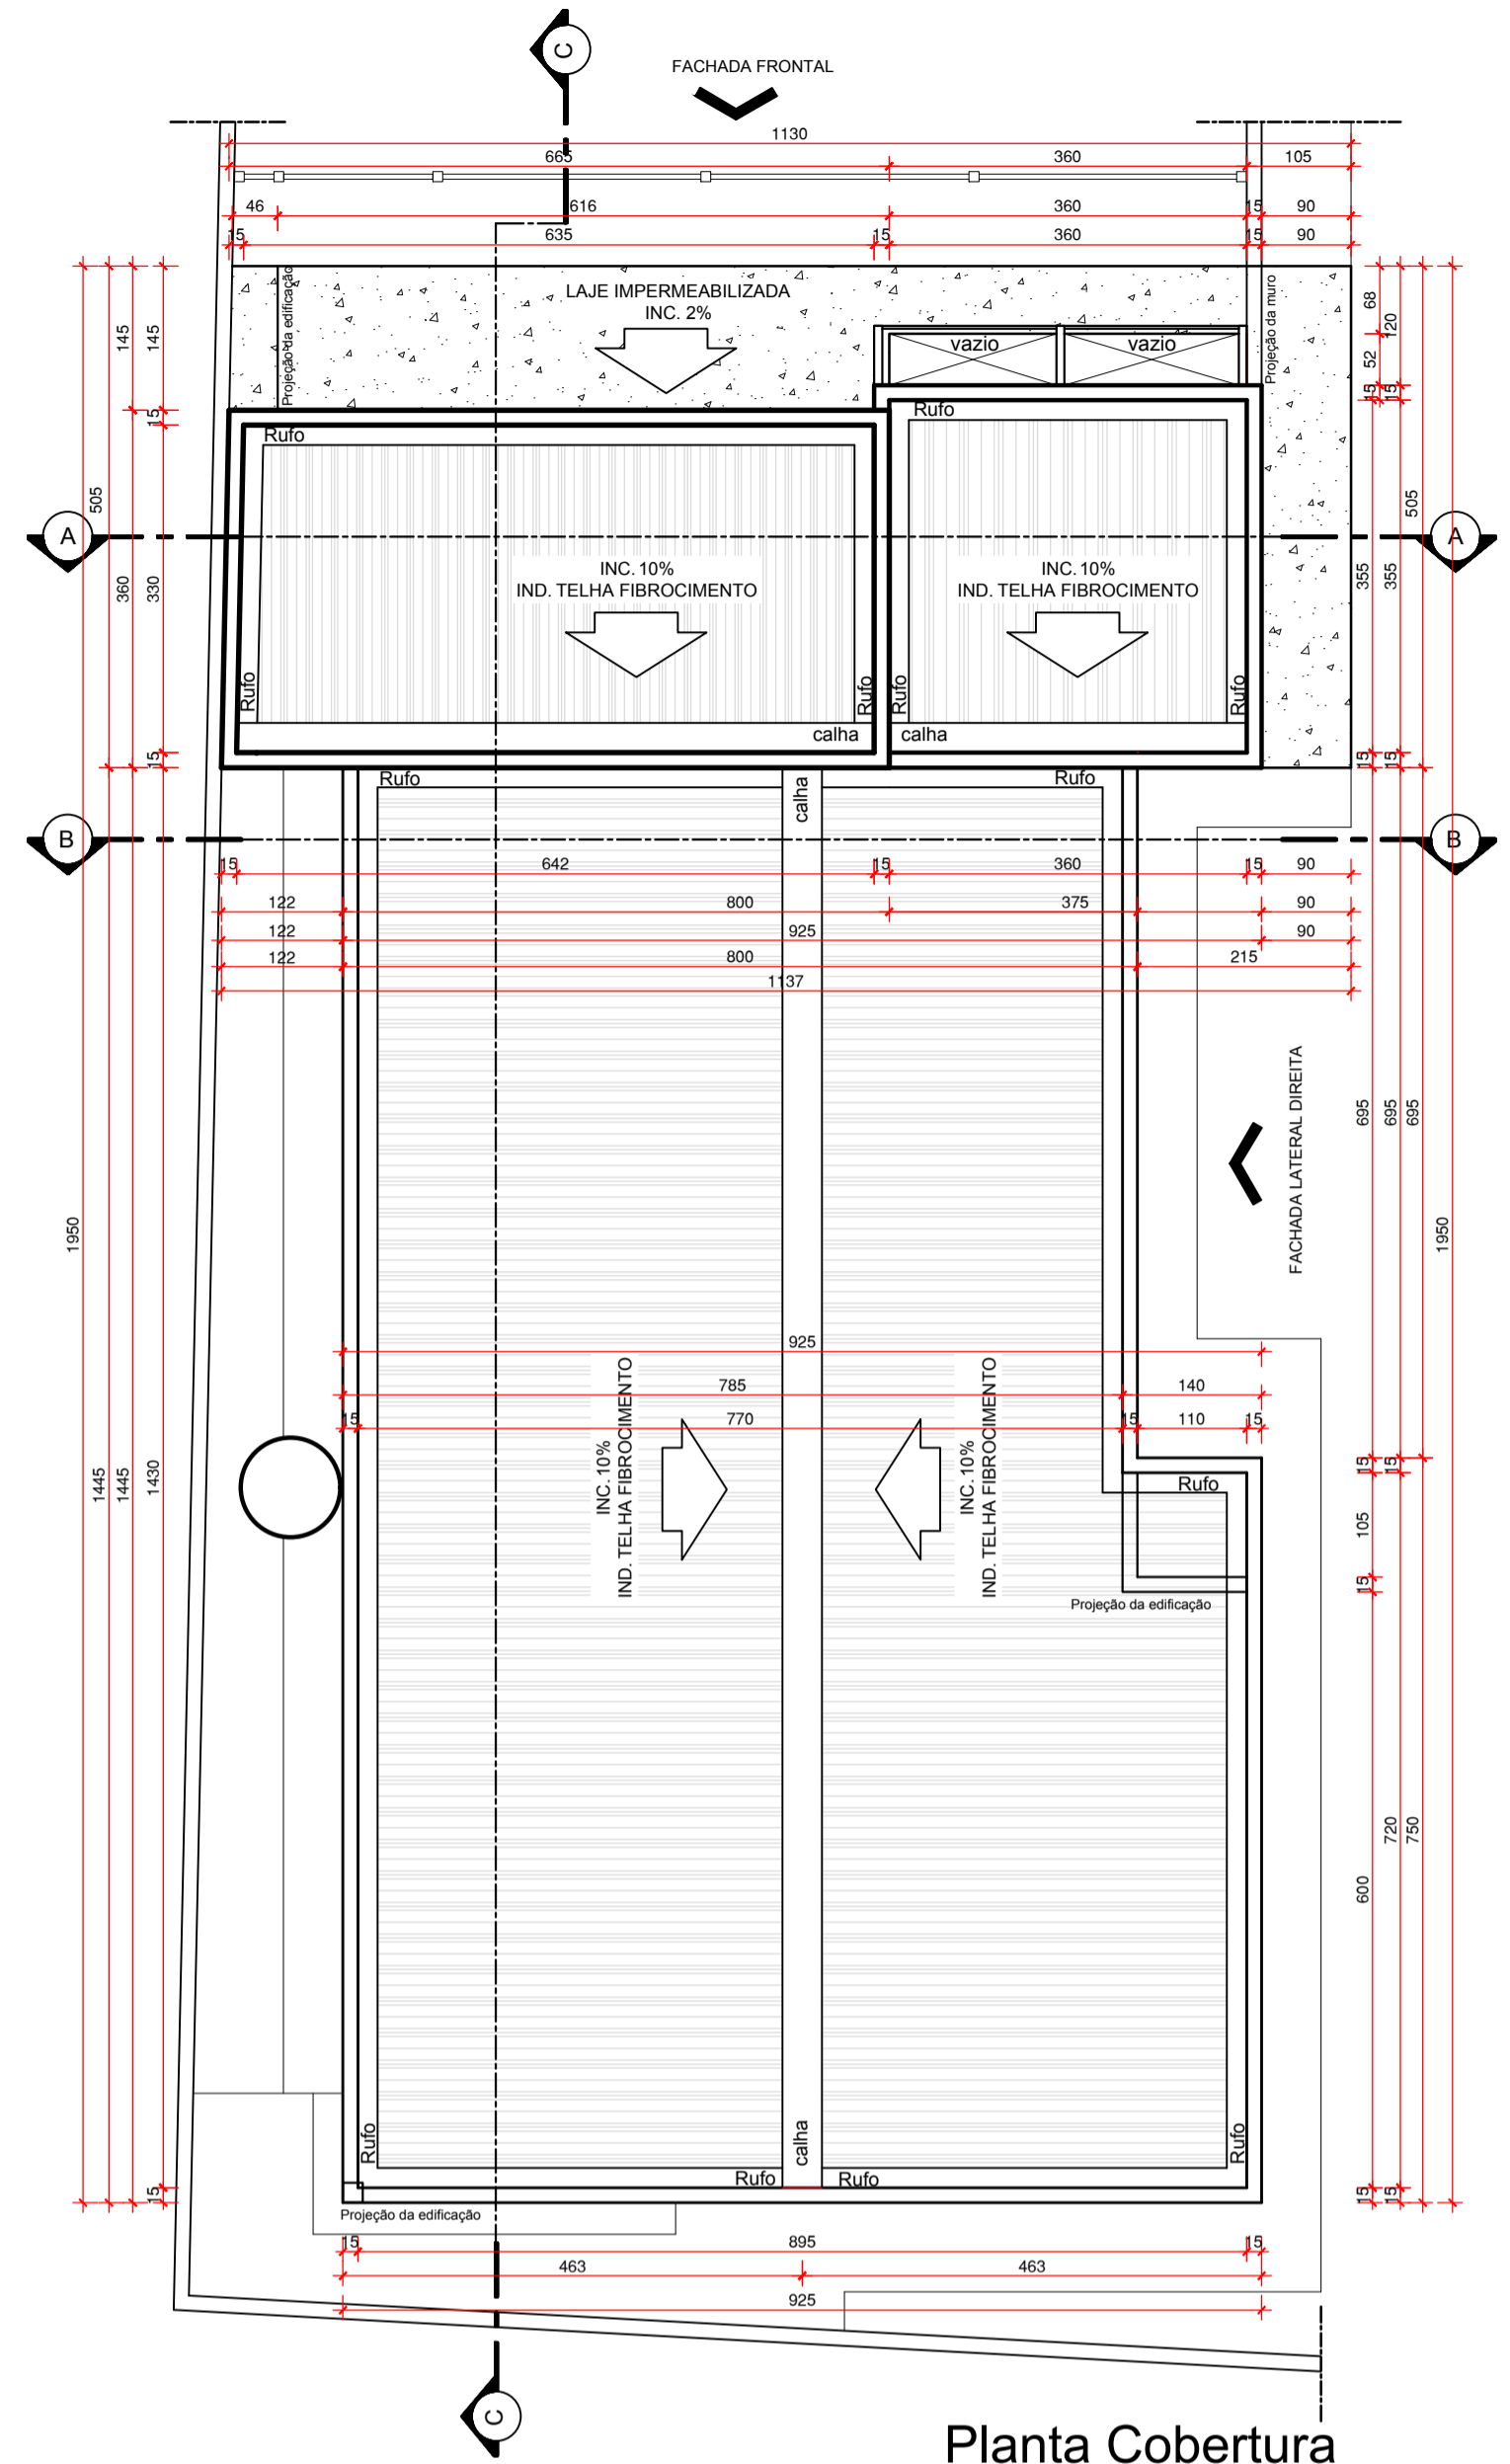 C
FACHADA FRONTAL
1130
665 360 105
46 616 360 15 90
15 635 15 360 15 90
Projeção da edificação
LAJE IMPERMEABILIZADA
INC. 2%
vazio vazio
Projeção da muro
68
120
52
15 15
145 145
15
Rufo
Rufo
505
505
A
A
360 330
355 355
INC. 10%
IND. TELHA FIBROCIMENTO
INC. 10%
IND. TELHA FIBROCIMENTO
Rufo Rufo Rufo Rufo
calha calha
15
15 15
Rufo calha Rufo
B
B
15 642 15 360 15 90
122 800 375 90
122 925 90
122 800 215
1137
FACHADA LATERAL DIREITA
695 695 695
1950
1950
925
785 140
15 770 15 110 15
INC. 10%
IND. TELHA FIBROCIMENTO
INC. 10%
IND. TELHA FIBROCIMENTO
1445 1445 1430
15 15
Rufo
105
15
Projeção da edificação
720 750
600
Rufo calha Rufo
Rufo Rufo
15
15 15
Projeção da edificação
15 895 15
463 463
925
C
Planta Cobertura